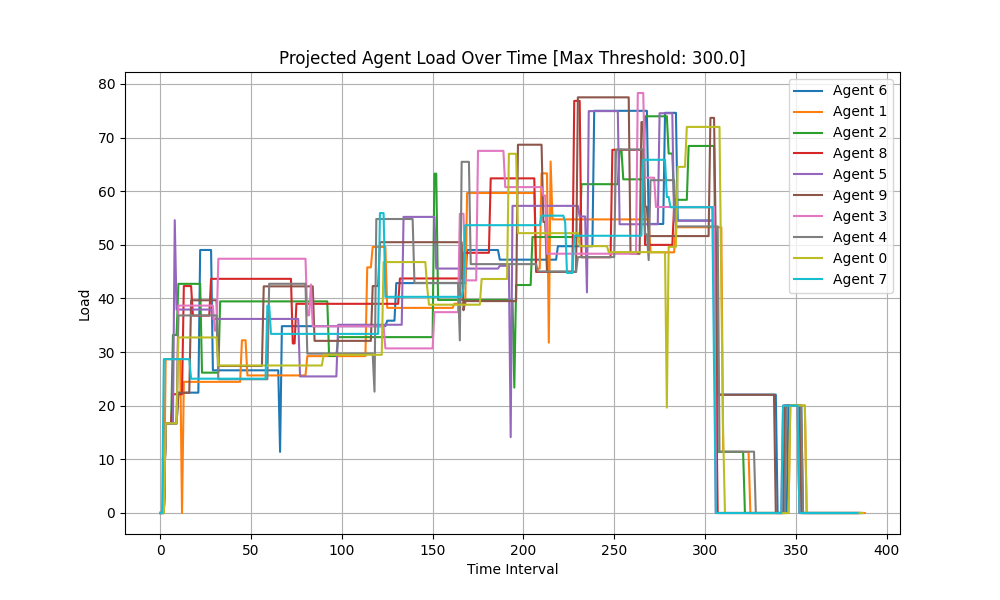 Projected Agent Load Over Time [Max Threshold: 300.0]
Load
80
70
60
50
40
30
20
10
0
Agent 6
Agent 1
Agent 2
Agent 8
Agent 5
Agent 9
Agent 3
Agent 4
Agent 0
Agent 7
0 50 100 150 200 250 300 350 400
Time Interval